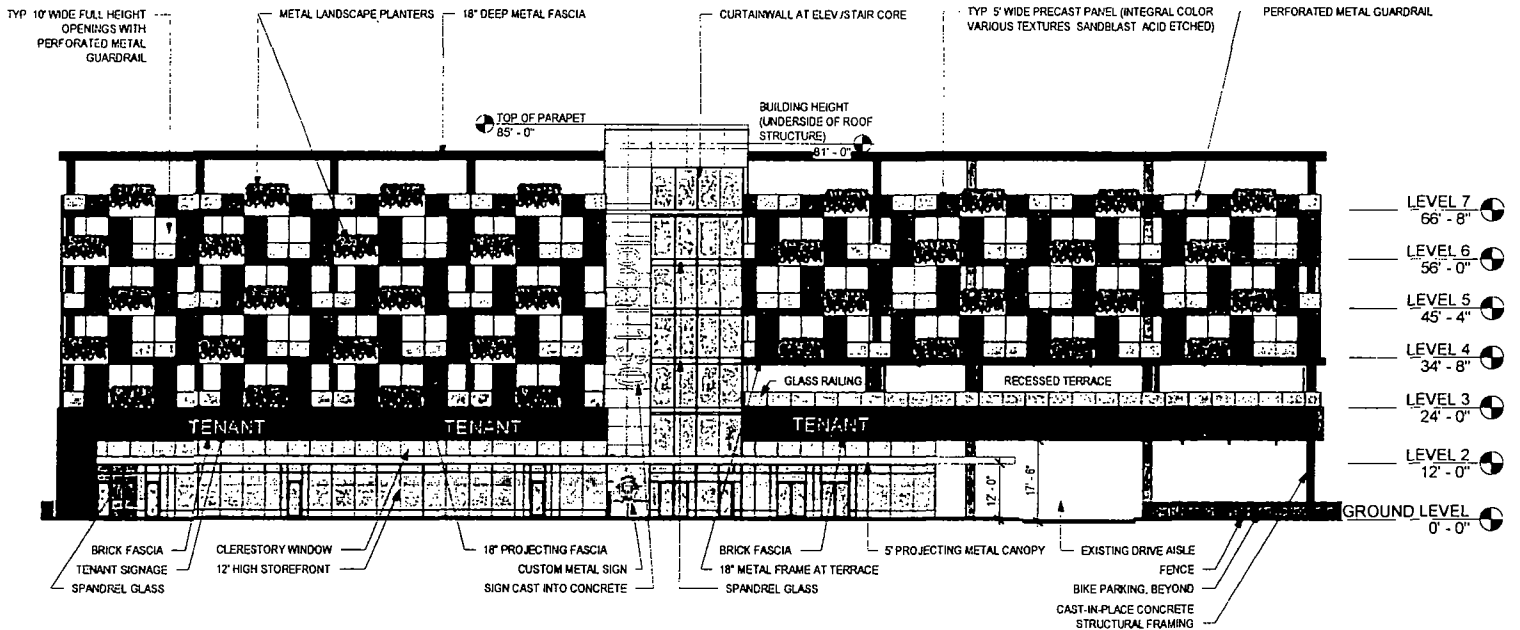 TYP 10' WIDE FULL HEIGHT
OPENINGS WITH
PERFORATED METAL
GUARDRAIL
METAL LANDSCAPE PLANTERS
18" DEEP METAL FASCIA
CURTAINWALL AT ELEV /STAIR CORE
TYP 5' WIDE PRECAST PANEL (INTEGRAL COLOR
VARIOUS TEXTURES SANDBLAST ACID ETCHED)
PERFORATED METAL GUARDRAIL
TOP OF PARAPET
85' - 0"
BUILDING HEIGHT
(UNDERSIDE OF ROOF
STRUCTURE)
81' - 0"
LEVEL 7
66' - 8"
LEVEL 6
56' - 0"
LEVEL 5
45' - 4"
LEVEL 4
34' - 8"
GLASS RAILING
RECESSED TERRACE
LEVEL 3
24' - 0"
TENANT
TENANT
TENANT
LEVEL 2
12' - 0"
12' - 0"
17'- 6"
GROUND LEVEL
0' - 0"
BRICK FASCIA
TENANT SIGNAGE
SPANDREL GLASS
CLERESTORY WINDOW
12' HIGH STOREFRONT
18" PROJECTING FASCIA
CUSTOM METAL SIGN
SIGN CAST INTO CONCRETE
BRICK FASCIA
18" METAL FRAME AT TERRACE
SPANDREL GLASS
5' PROJECTING METAL CANOPY
EXISTING DRIVE AISLE
FENCE
BIKE PARKING, BEYOND
CAST-IN-PLACE CONCRETE
STRUCTURAL FRAMING